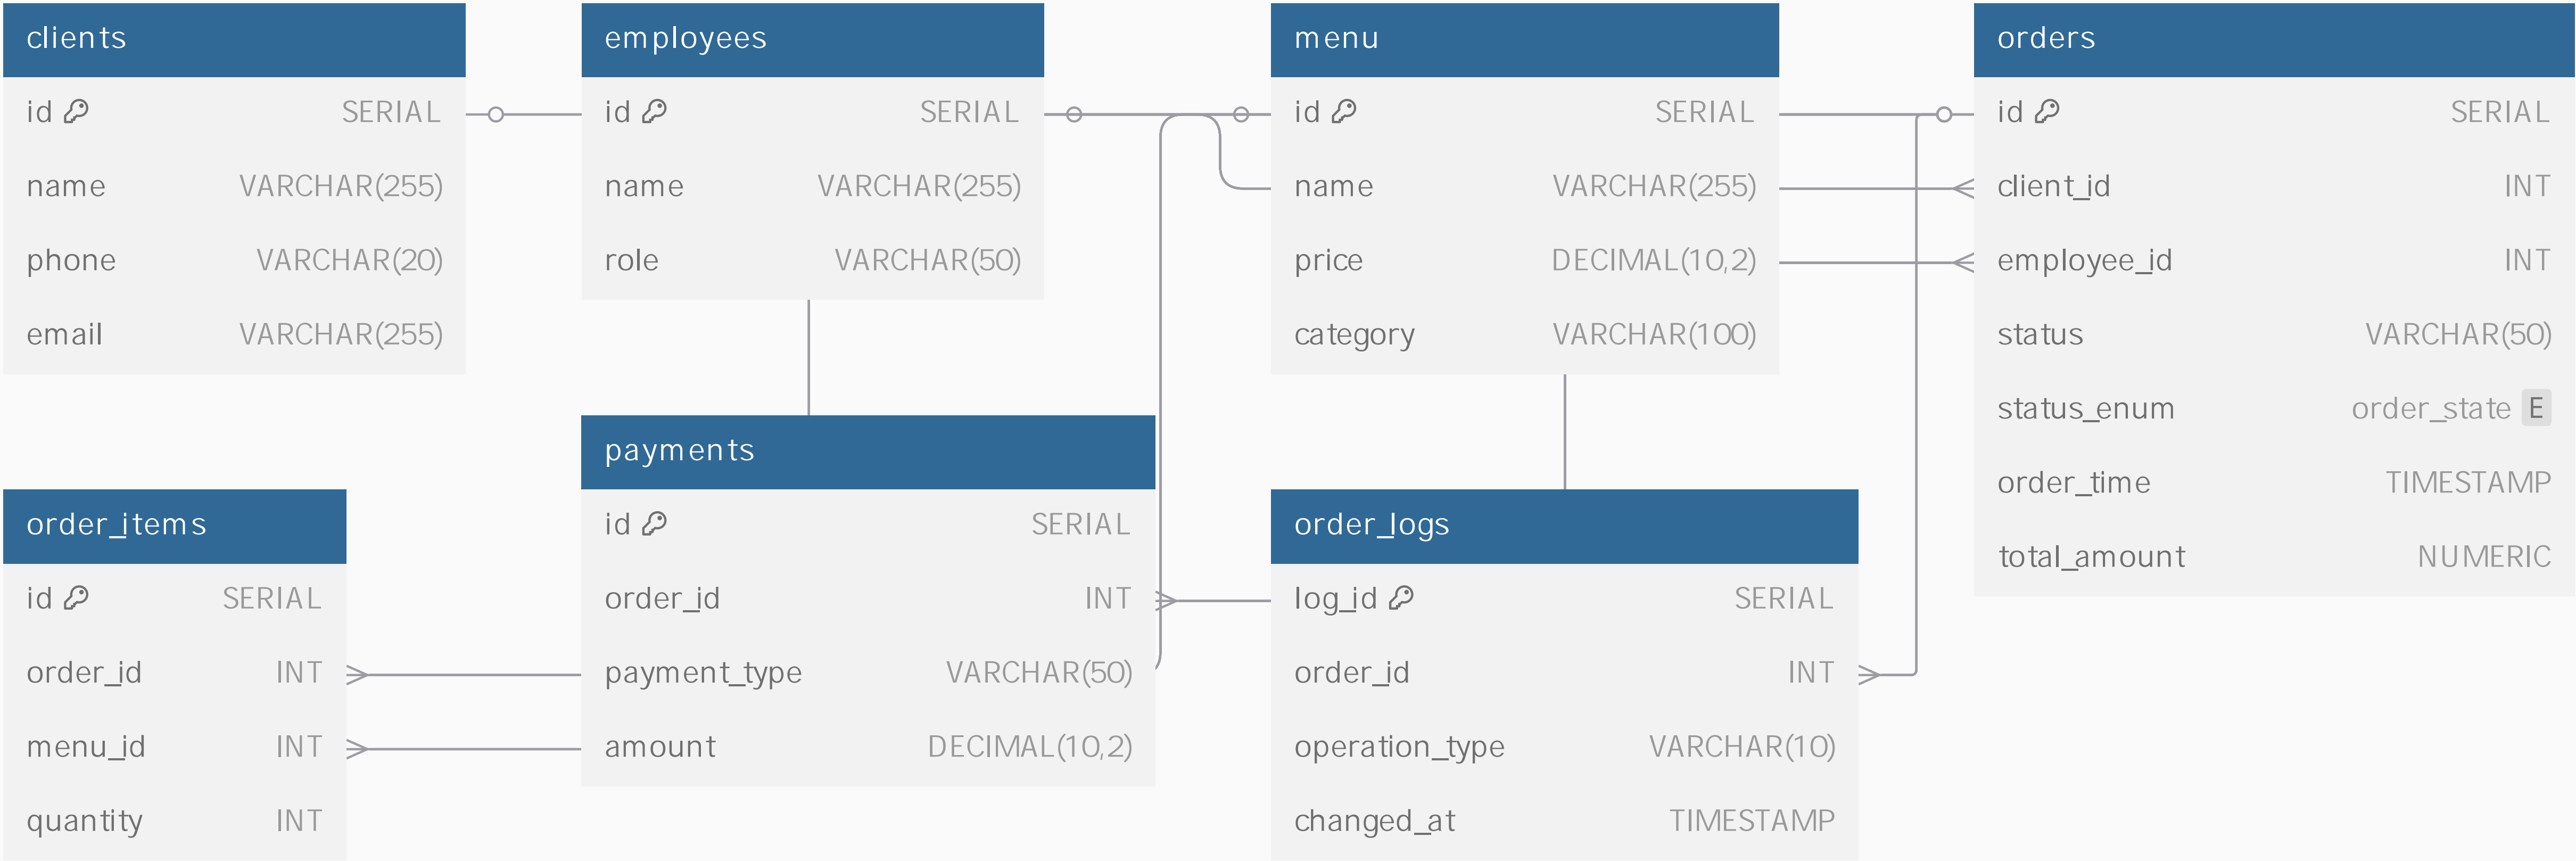 clients
id SERIAL
name VARCHAR(255)
phone VARCHAR(20)
email VARCHAR(255)
employees
id SERIAL
name VARCHAR(255)
role VARCHAR(50)
menu
id SERIAL
name VARCHAR(255)
price DECIMAL(10,2)
category VARCHAR(100)
orders
id SERIAL
client_id INT
employee_id INT
status VARCHAR(50)
status_enum order_state E
order_time TIMESTAMP
total_amount NUMERIC
order_items
id SERIAL
order_id INT
menu_id INT
quantity INT
payments
id SERIAL
order_id INT
payment_type VARCHAR(50)
amount DECIMAL(10,2)
order_logs
log_id SERIAL
order_id INT
operation_type VARCHAR(10)
changed_at TIMESTAMP